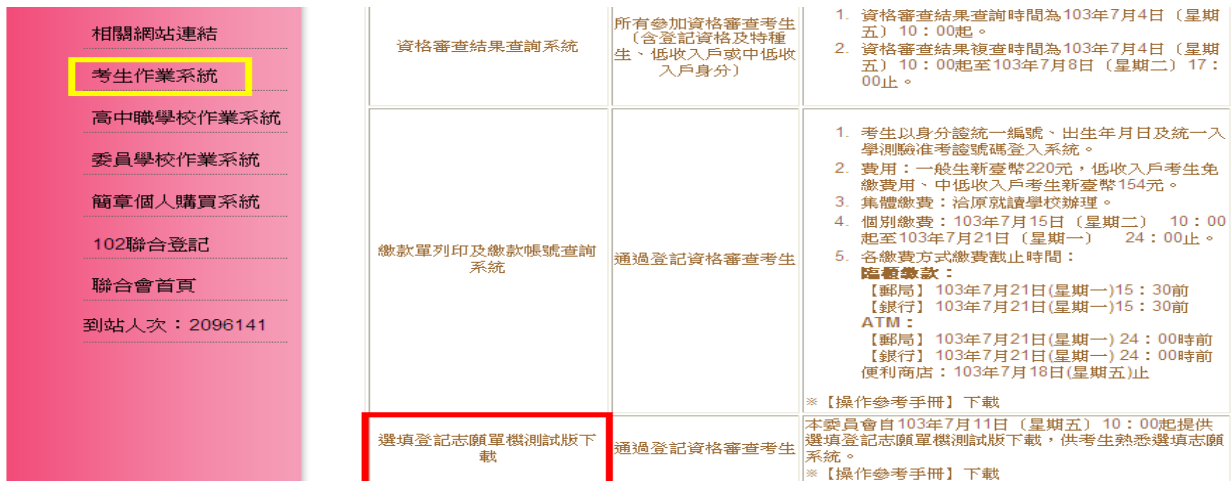 相關網站連結
考生作業系統
高中職學校作業系統
委員學校作業系統
簡章個人購買系統
102聯合登記
聯合會首頁
到站人次：2096141
資格審查結果查詢系統
所有參加資格審查考生
〔含登記資格及特種
生、低收入戶或中低收
入戶身分〕
1. 資格審查結果查詢時間為103年7月4日〔星期
五〕10：00起。
2. 資格審查結果複查時間為103年7月4日〔星期
五〕10：00起至103年7月8日〔星期二〕17：
00止。
繳款單列印及繳款帳號查詢
系統
通過登記資格審查考生
1. 考生以身分證統一編號、出生年月日及統一入
學測驗准考證號碼登入系統。
2. 費用：一般生新臺幣220元，低收入戶考生免
繳費用、中低收入戶考生新臺幣154元。
3. 集體繳費：洽原就讀學校辦理。
4. 個別繳費：103年7月15日〔星期二〕 10：00
起至103年7月21日〔星期一〕 24：00止。
5. 各繳費方式繳費截止時間：
臨櫃繳款：
【郵局】103年7月21日(星期一)15：30前
【銀行】103年7月21日(星期一)15：30前
ATM：
【郵局】103年7月21日(星期一) 24：00時前
【銀行】103年7月21日(星期一) 24：00時前
便利商店：103年7月18日(星期五)止
※【操作參考手冊】下載
選填登記志願單機測試版下
載
通過登記資格審查考生
本委員會自103年7月11日〔星期五〕10：00起提供
選填登記志願單機測試版下載，供考生熟悉選填志願
系統。
※【操作參考手冊】下載